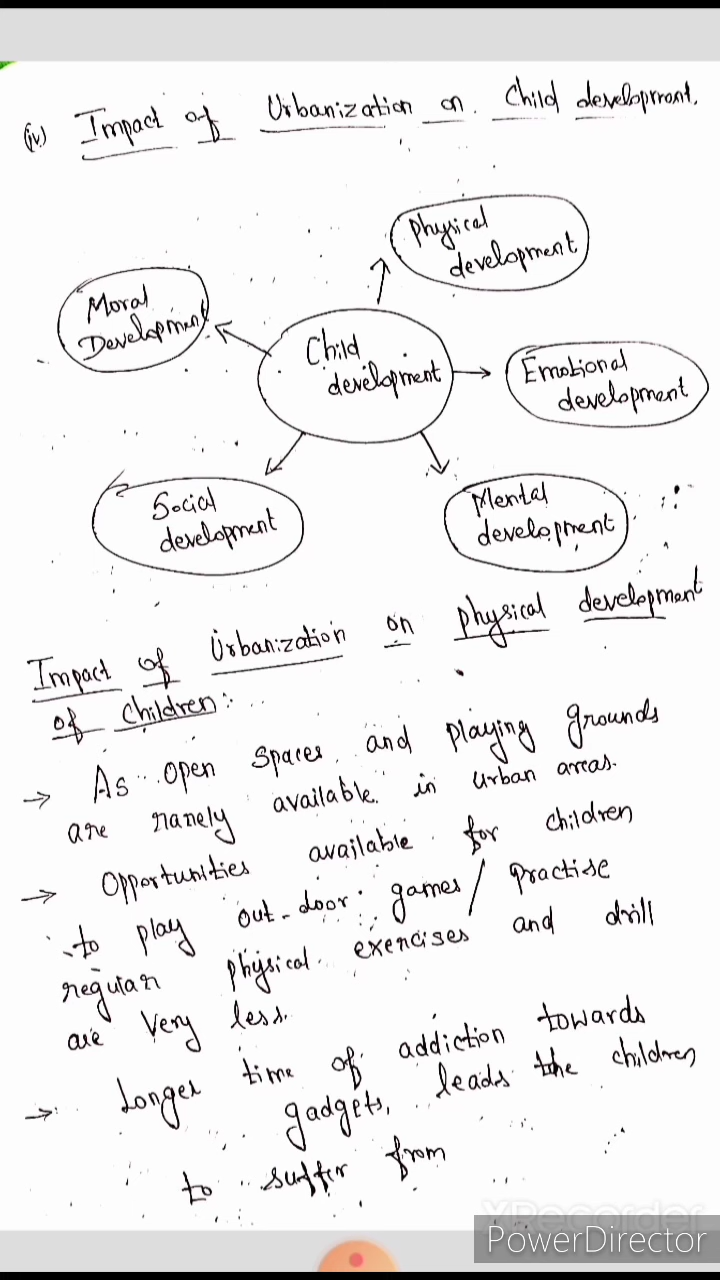 (iv) Impact of Urbanization on Child development.
Physical
development
Moral
Development
Child
development
Emotional
development
Social
development
Mental
development
Impact of Urbanization on physical development
of children:
→ As open spaces and playing grounds
are rarely available in urban areas.
→ Opportunities available for children
to play out-door games / practise
regular physical exercises and drill
are very less.
→ Longer time of addiction towards
gadgets, leads the children
to suffer from
XRecorder
PowerDirector